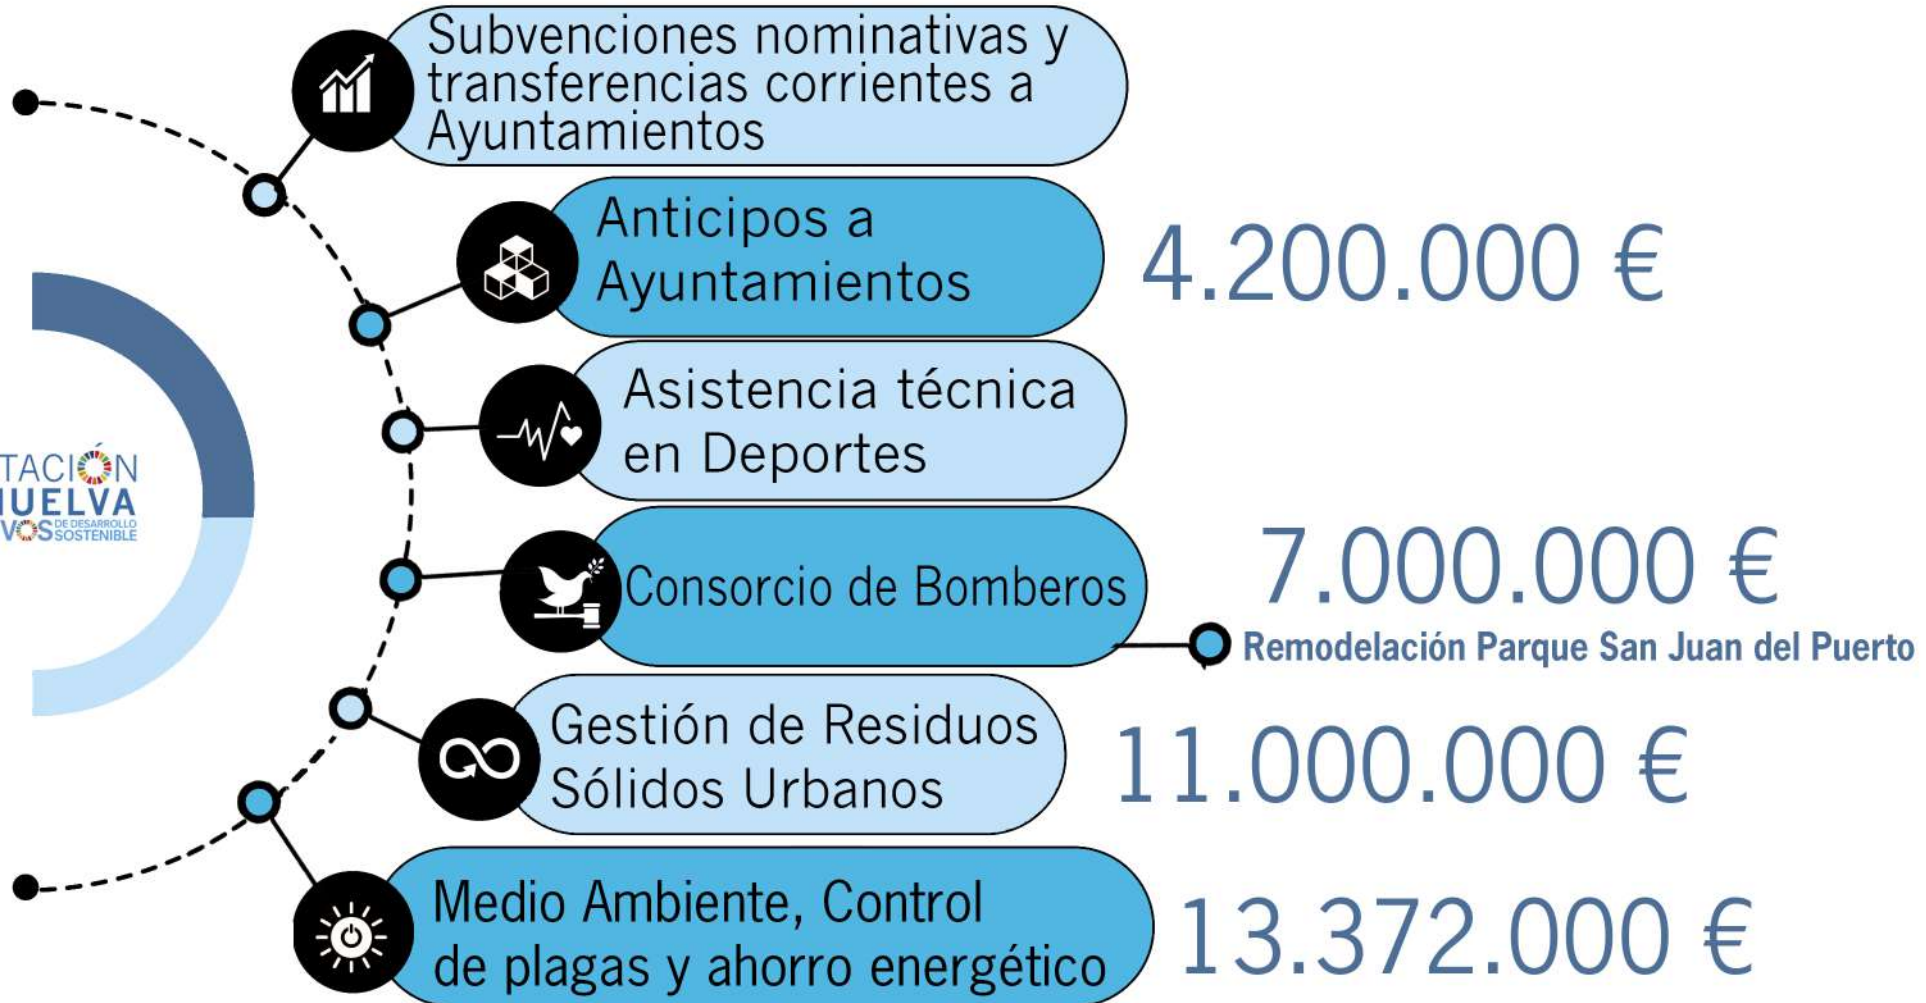 Subvenciones nominativas y
transferencias corrientes a
Ayuntamientos
Anticipos a
Ayuntamientos
4.200.000 €
Asistencia técnica
en Deportes
TACIÓN
HUELVA
VOS DE DESARROLLO
SOSTENIBLE
Consorcio de Bomberos
7.000.000 €
Remodelación Parque San Juan del Puerto
Gestión de Residuos
Sólidos Urbanos
11.000.000 €
Medio Ambiente, Control
de plagas y ahorro energético
13.372.000 €